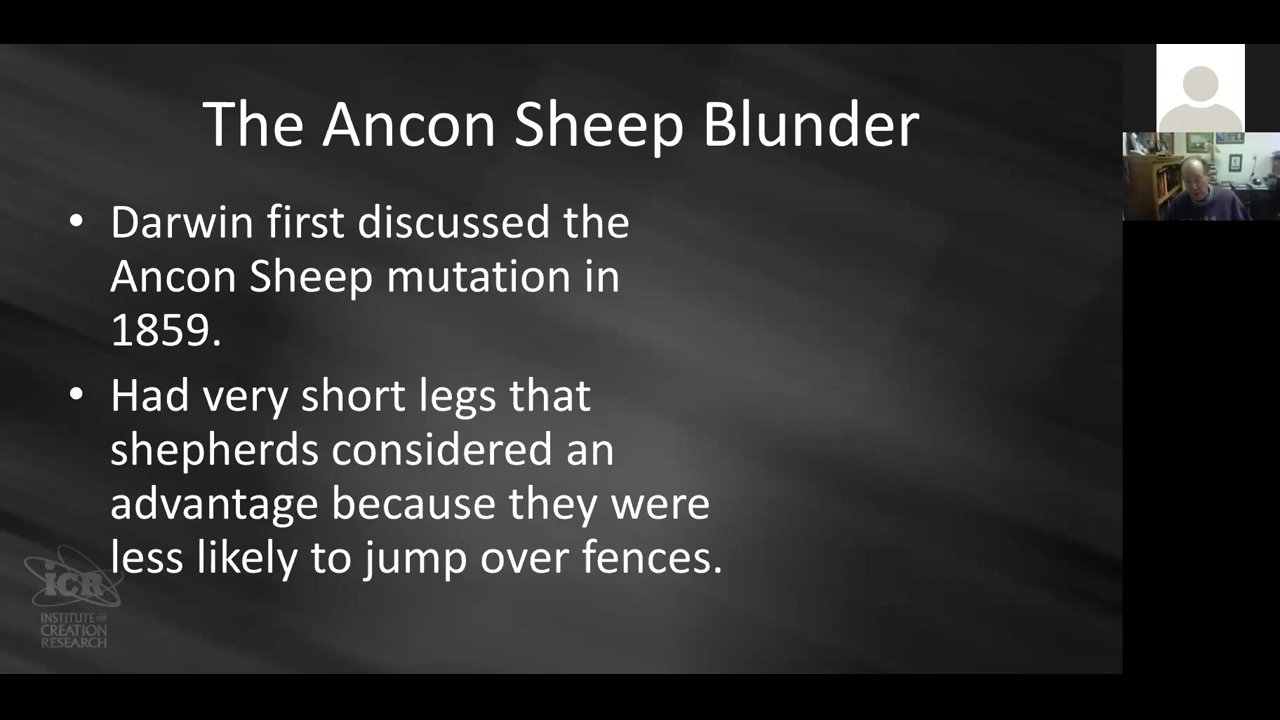 The Ancon Sheep Blunder
• Darwin first discussed the
Ancon Sheep mutation in
1859.
• Had very short legs that
shepherds considered an
advantage because they were
less likely to jump over fences.
iCR
INSTITUTE FOR
CREATION
RESEARCH